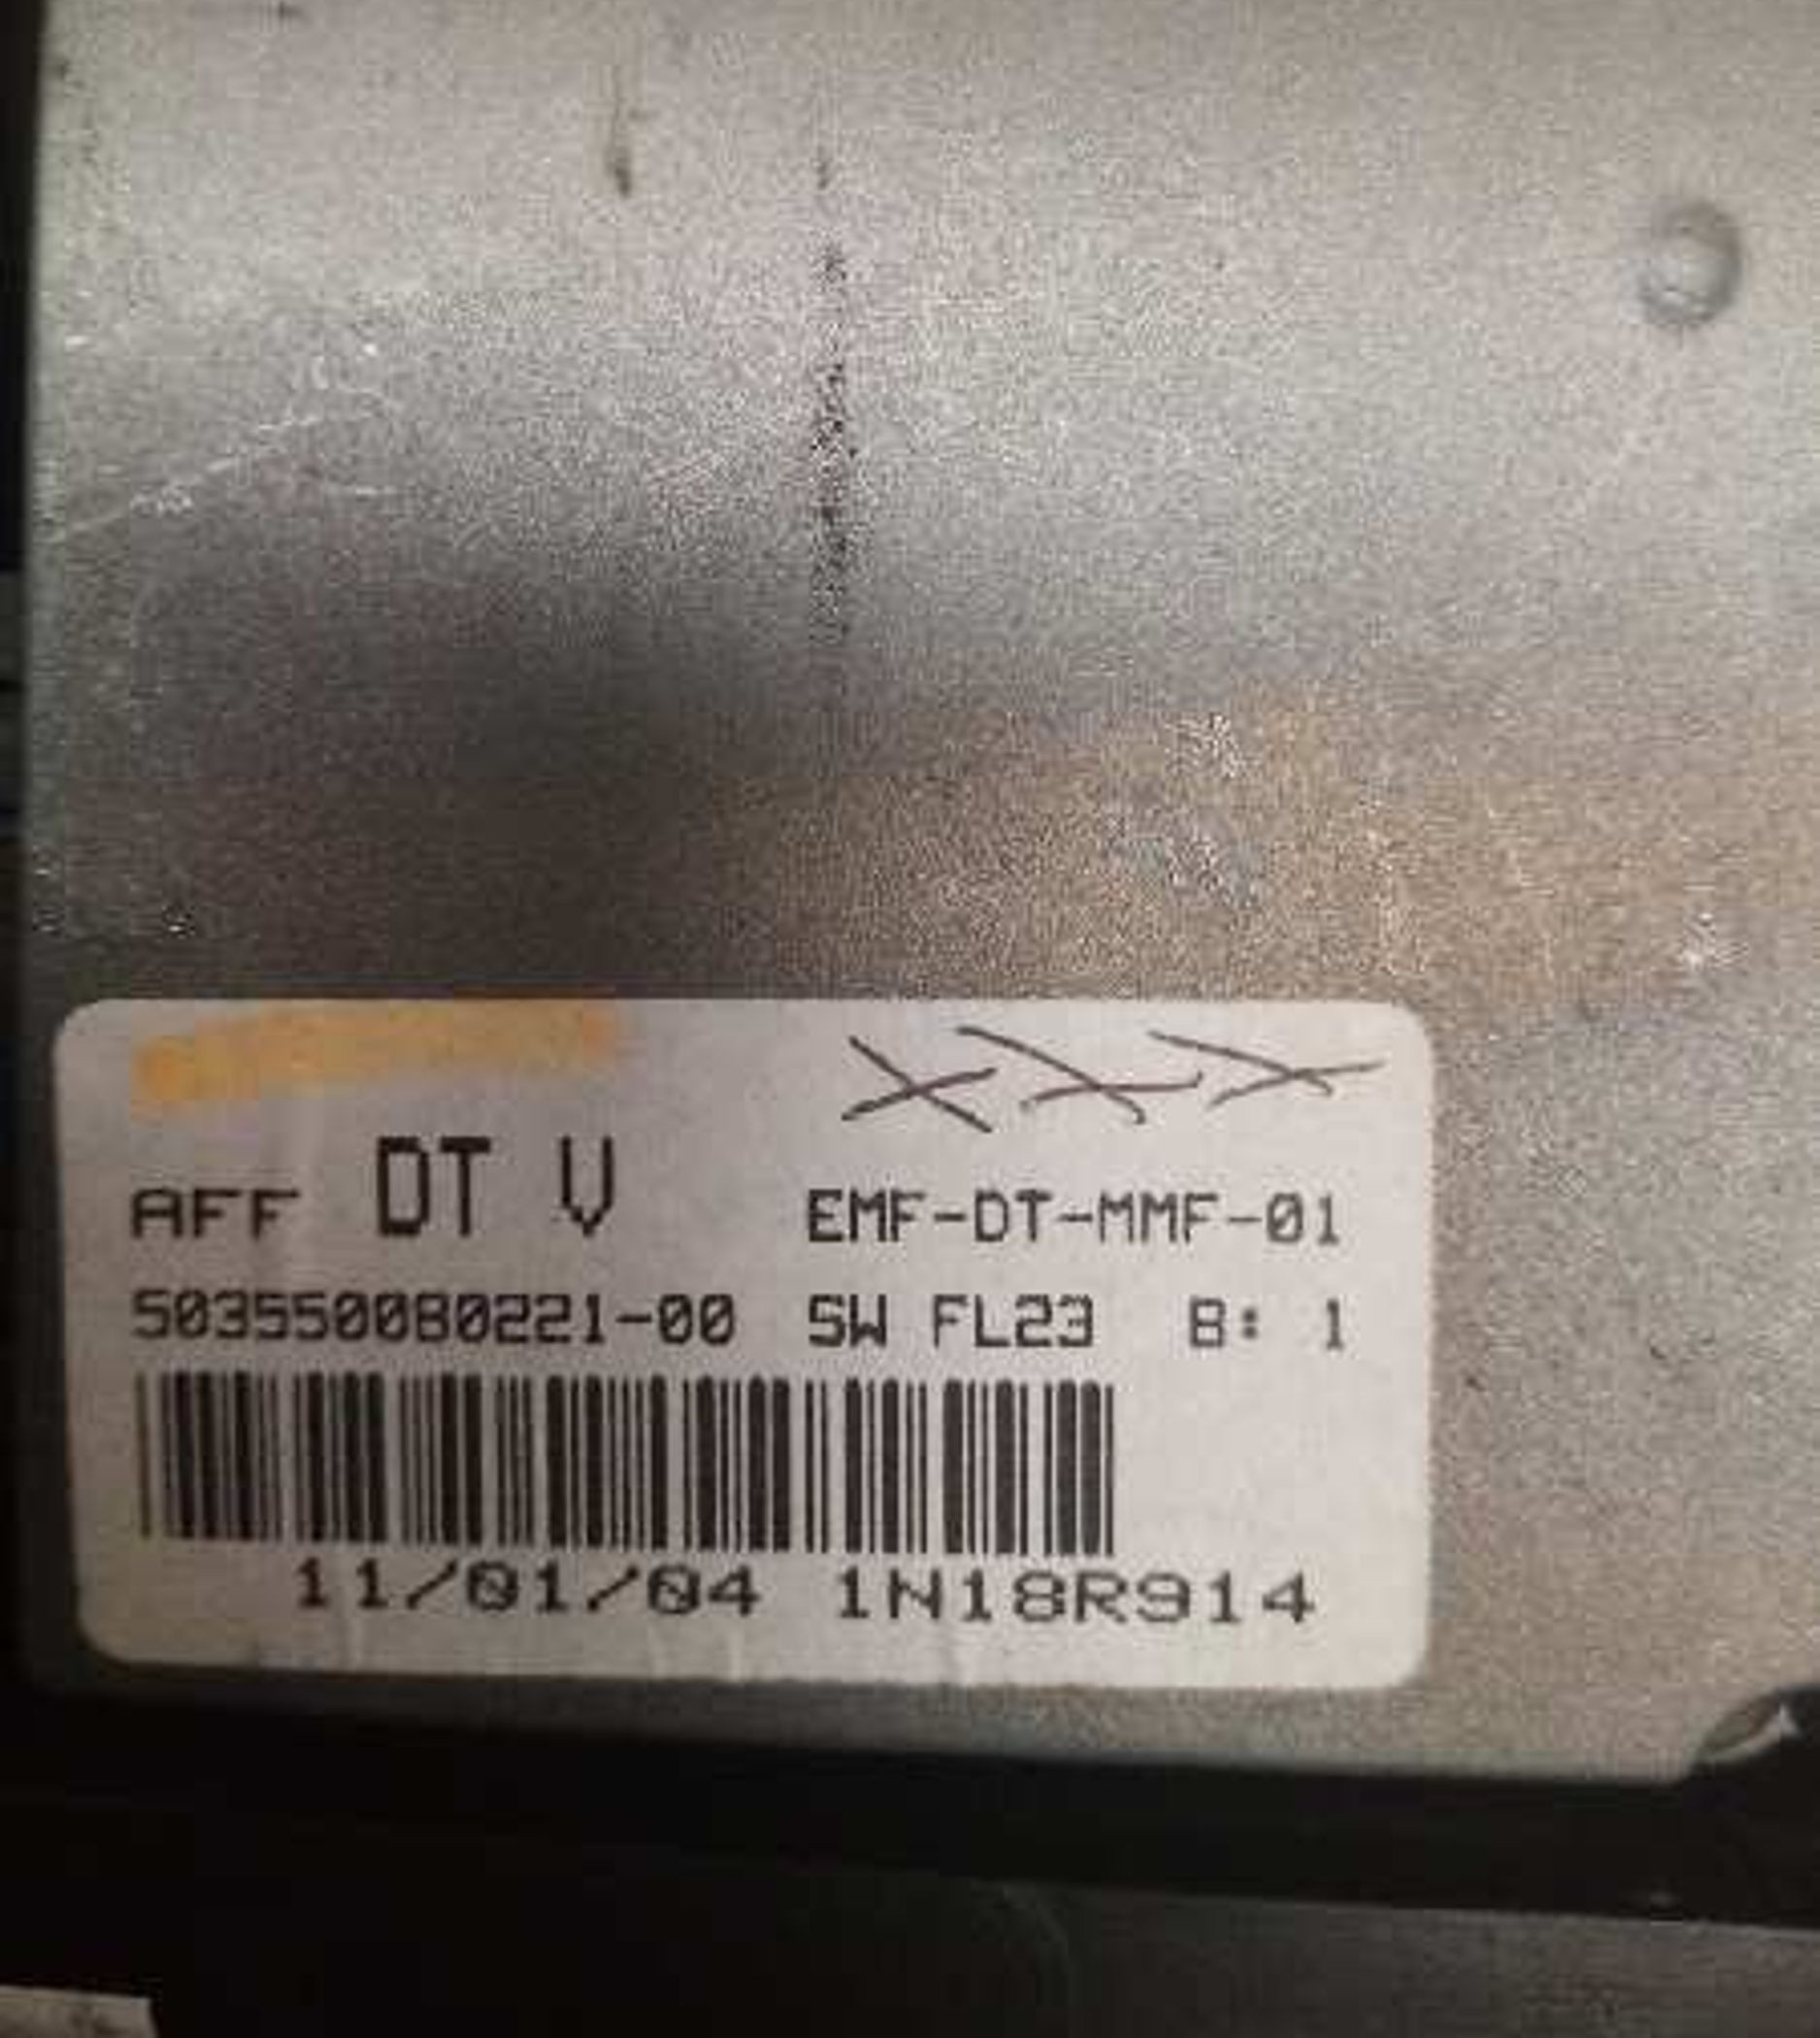 AFF DT V EMF-DT-MMF-01
503550080221-00 SW FL23 B: 1
11/01/04 1N18R914